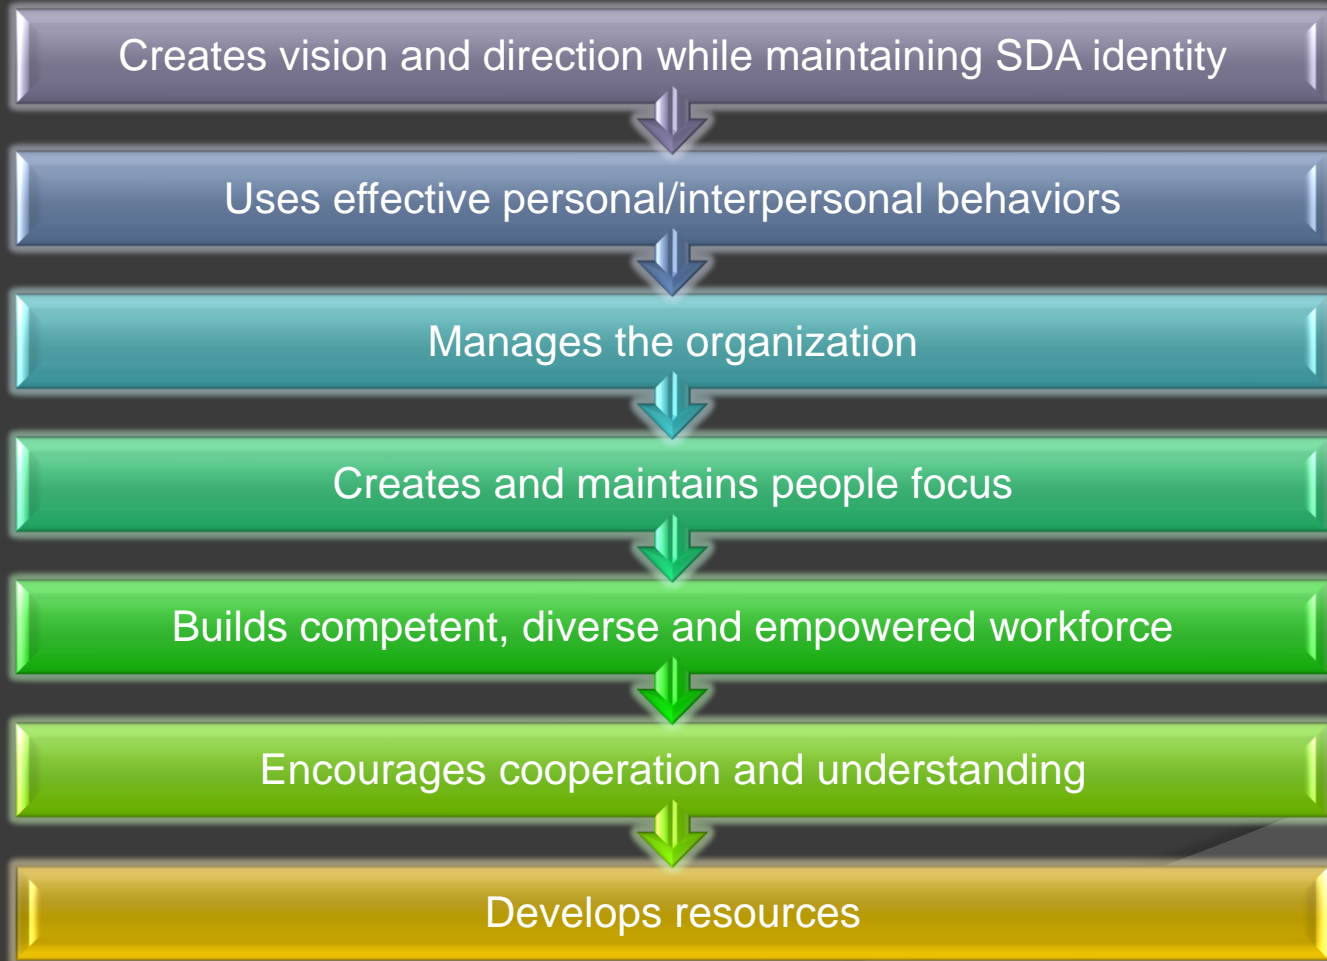 Creates vision and direction while maintaining SDA identity
Uses effective personal/interpersonal behaviors
Manages the organization
Creates and maintains people focus
Builds competent, diverse and empowered workforce
Encourages cooperation and understanding
Develops resources